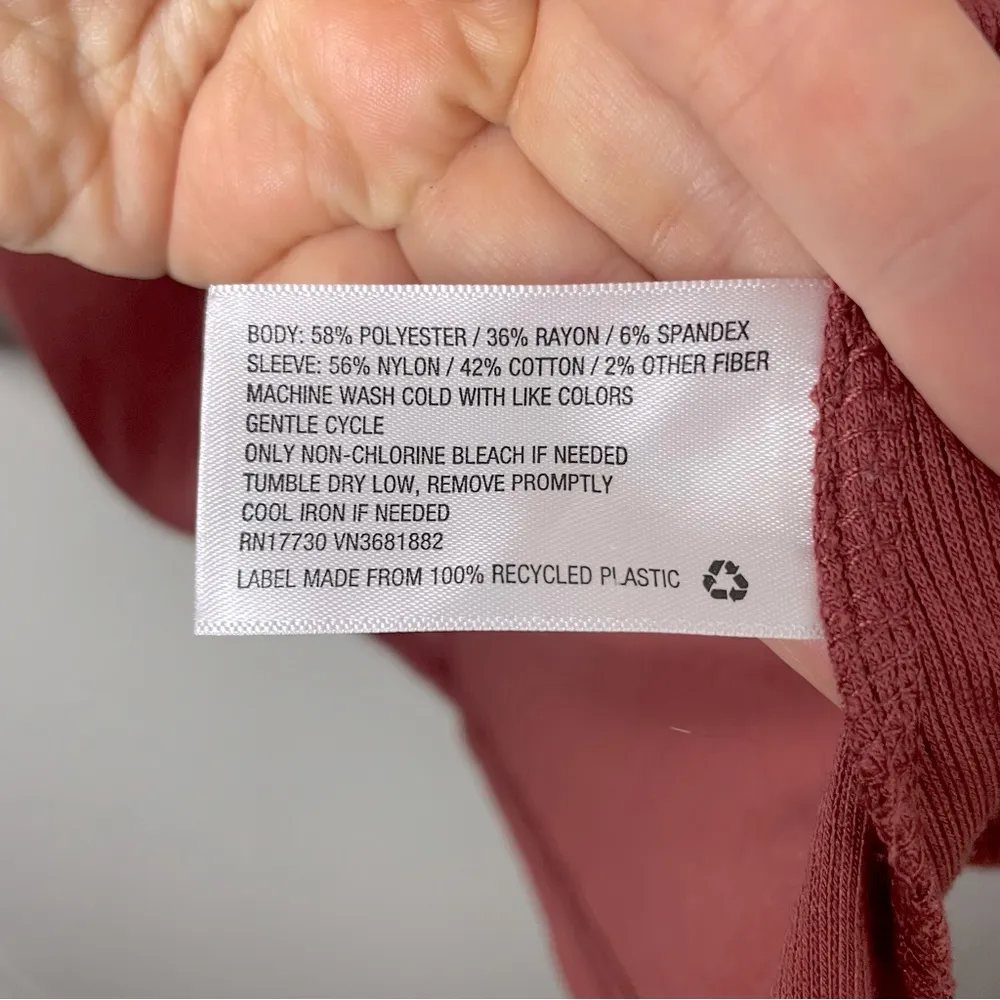 BODY: 58% POLYESTER / 36% RAYON / 6% SPANDEX
SLEEVE: 56% NYLON / 42% COTTON / 2% OTHER FIBER
MACHINE WASH COLD WITH LIKE COLORS
GENTLE CYCLE
ONLY NON-CHLORINE BLEACH IF NEEDED
TUMBLE DRY LOW, REMOVE PROMPTLY
COOL IRON IF NEEDED
RN17730 VN3681882
LABEL MADE FROM 100% RECYCLED PLASTIC